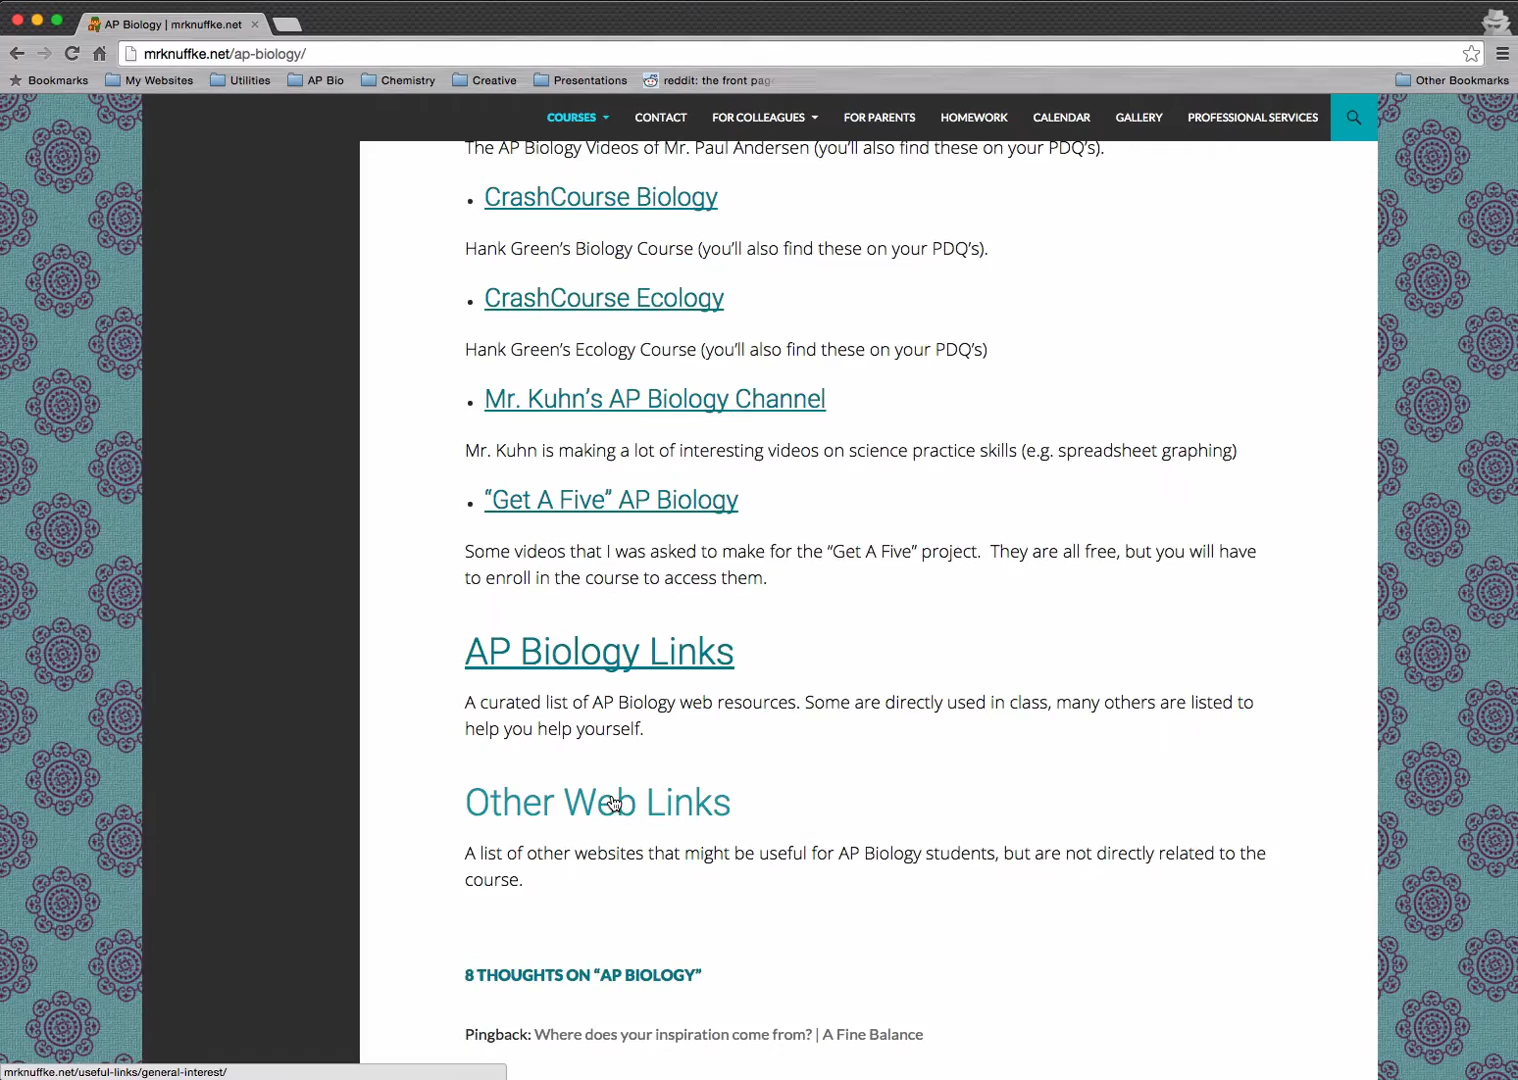 AP Biology | mrknuffke.net
mrknuffke.net/ap-biology/
Bookmarks My Websites Utilities AP Bio Chemistry Creative Presentations reddit: the front pag Other Bookmarks
COURSES CONTACT FOR COLLEAGUES FOR PARENTS HOMEWORK CALENDAR GALLERY PROFESSIONAL SERVICES
The AP Biology Videos of Mr. Paul Andersen (you’ll also find these on your PDQ’s).
• CrashCourse Biology
Hank Green’s Biology Course (you’ll also find these on your PDQ’s).
• CrashCourse Ecology
Hank Green’s Ecology Course (you’ll also find these on your PDQ’s)
• Mr. Kuhn’s AP Biology Channel
Mr. Kuhn is making a lot of interesting videos on science practice skills (e.g. spreadsheet graphing)
• “Get A Five” AP Biology
Some videos that I was asked to make for the “Get A Five” project.  They are all free, but you will have
to enroll in the course to access them.
AP Biology Links
A curated list of AP Biology web resources. Some are directly used in class, many others are listed to
help you help yourself.
Other Web Links
A list of other websites that might be useful for AP Biology students, but are not directly related to the
course.
8 THOUGHTS ON “AP BIOLOGY”
Pingback: Where does your inspiration come from? | A Fine Balance
mrknuffke.net/useful-links/general-interest/